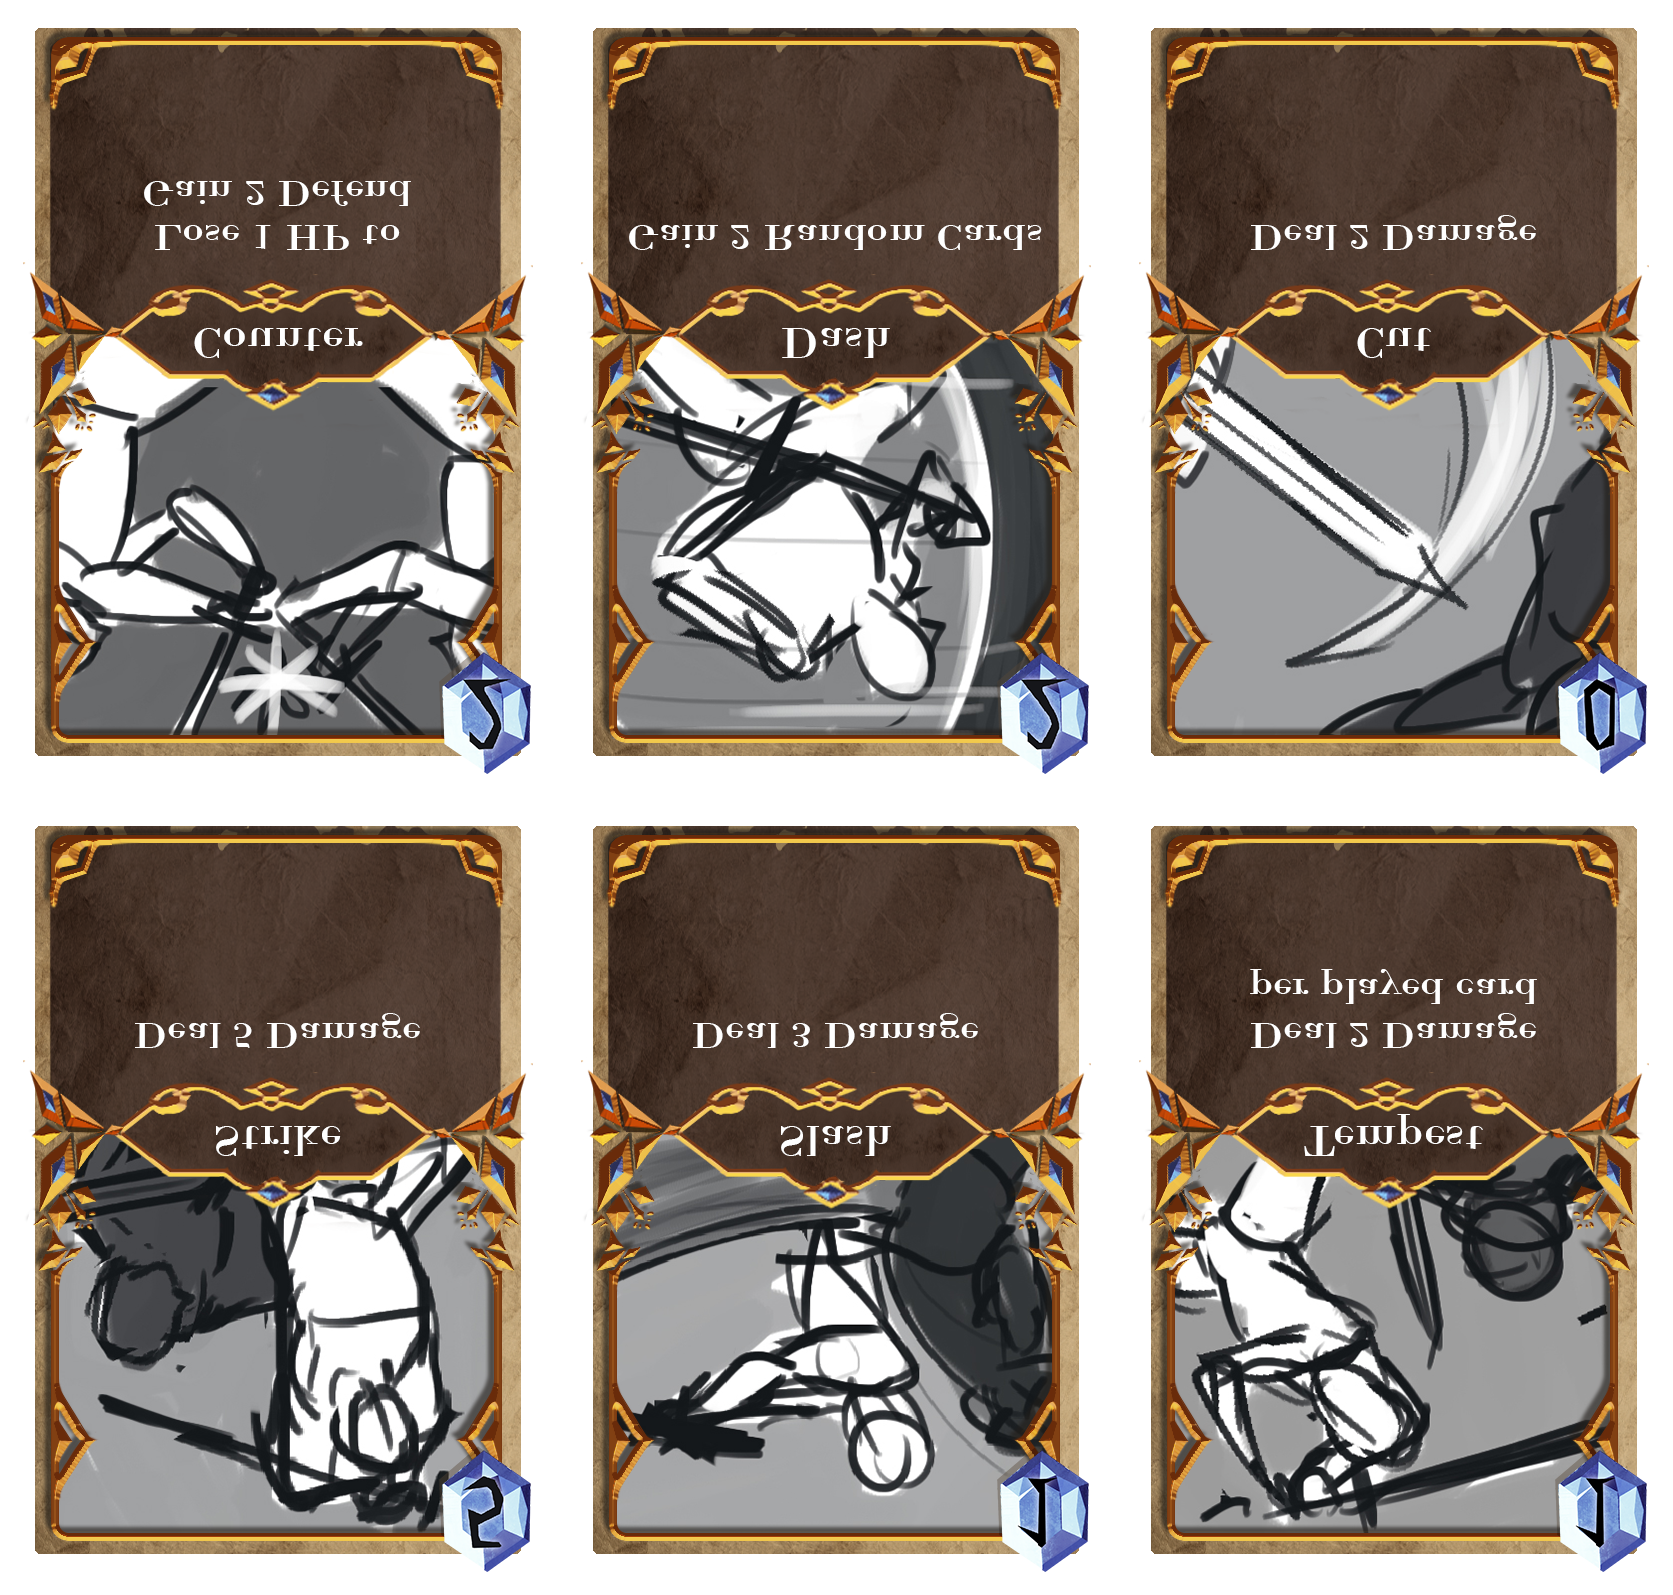 5
Strike
Deal 5 Damage
1
Slash
Deal 3 Damage
1
Tempest
Deal 2 Damage
per played card
2
Counter
Lose 1 HP to
Gain 2 Defend
2
Dash
Gain 2 Random Cards
0
Cut
Deal 2 Damage